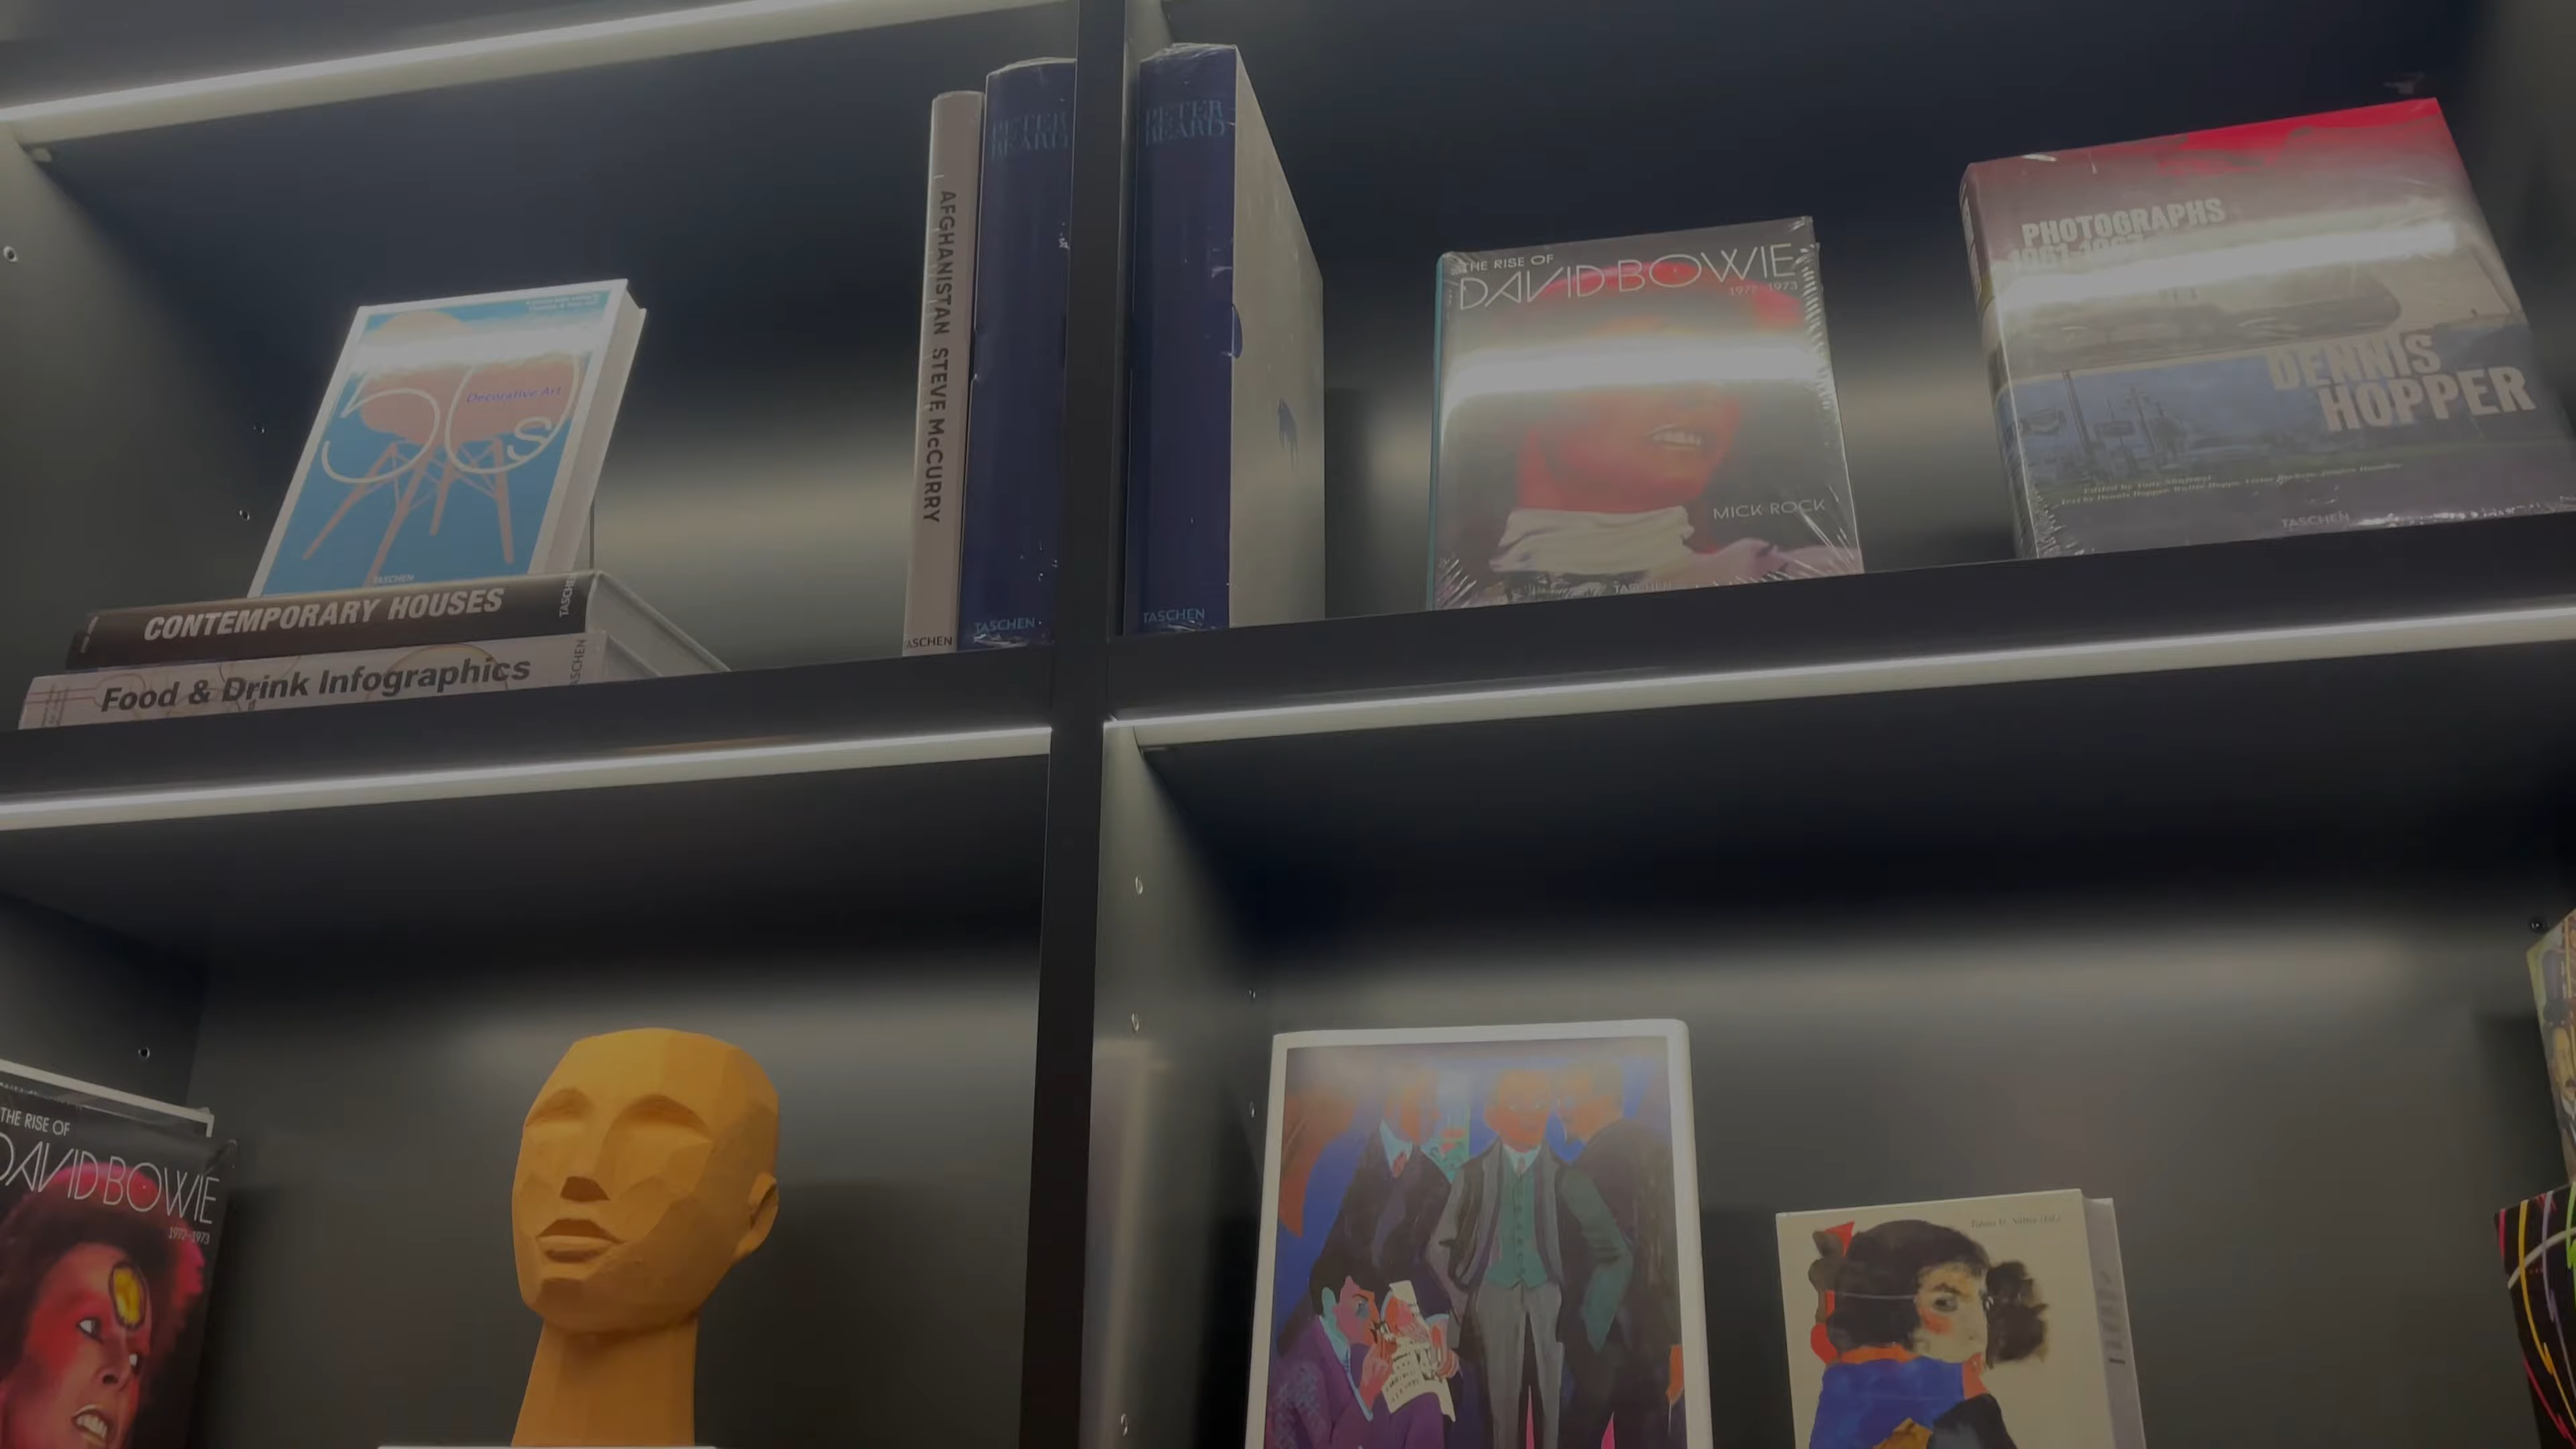 50s
Decorative Art
TASCHEN
CONTEMPORARY HOUSES
TASCHEN
Food & Drink Infographics
TASCHEN
AFGHANISTAN STEVE McCURRY
TASCHEN
PETER
BEARD
TASCHEN
PETER
BEARD
TASCHEN
THE RISE OF
DAVID BOWIE
1972-1973
MICK ROCK
TASCHEN
PHOTOGRAPHS
1961-1967
DENNIS
HOPPER
TASCHEN
THE RISE OF
DAVID BOWIE
1972-1973